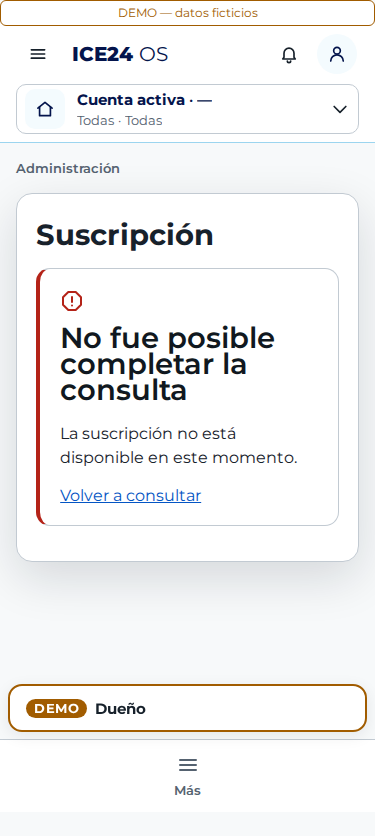 DEMO — datos ficticios
ICE24 OS
Cuenta activa · —
Todas · Todas
Administración
Suscripción
No fue posible
completar la
consulta
La suscripción no está
disponible en este momento.
Volver a consultar
DEMO Dueño
Más